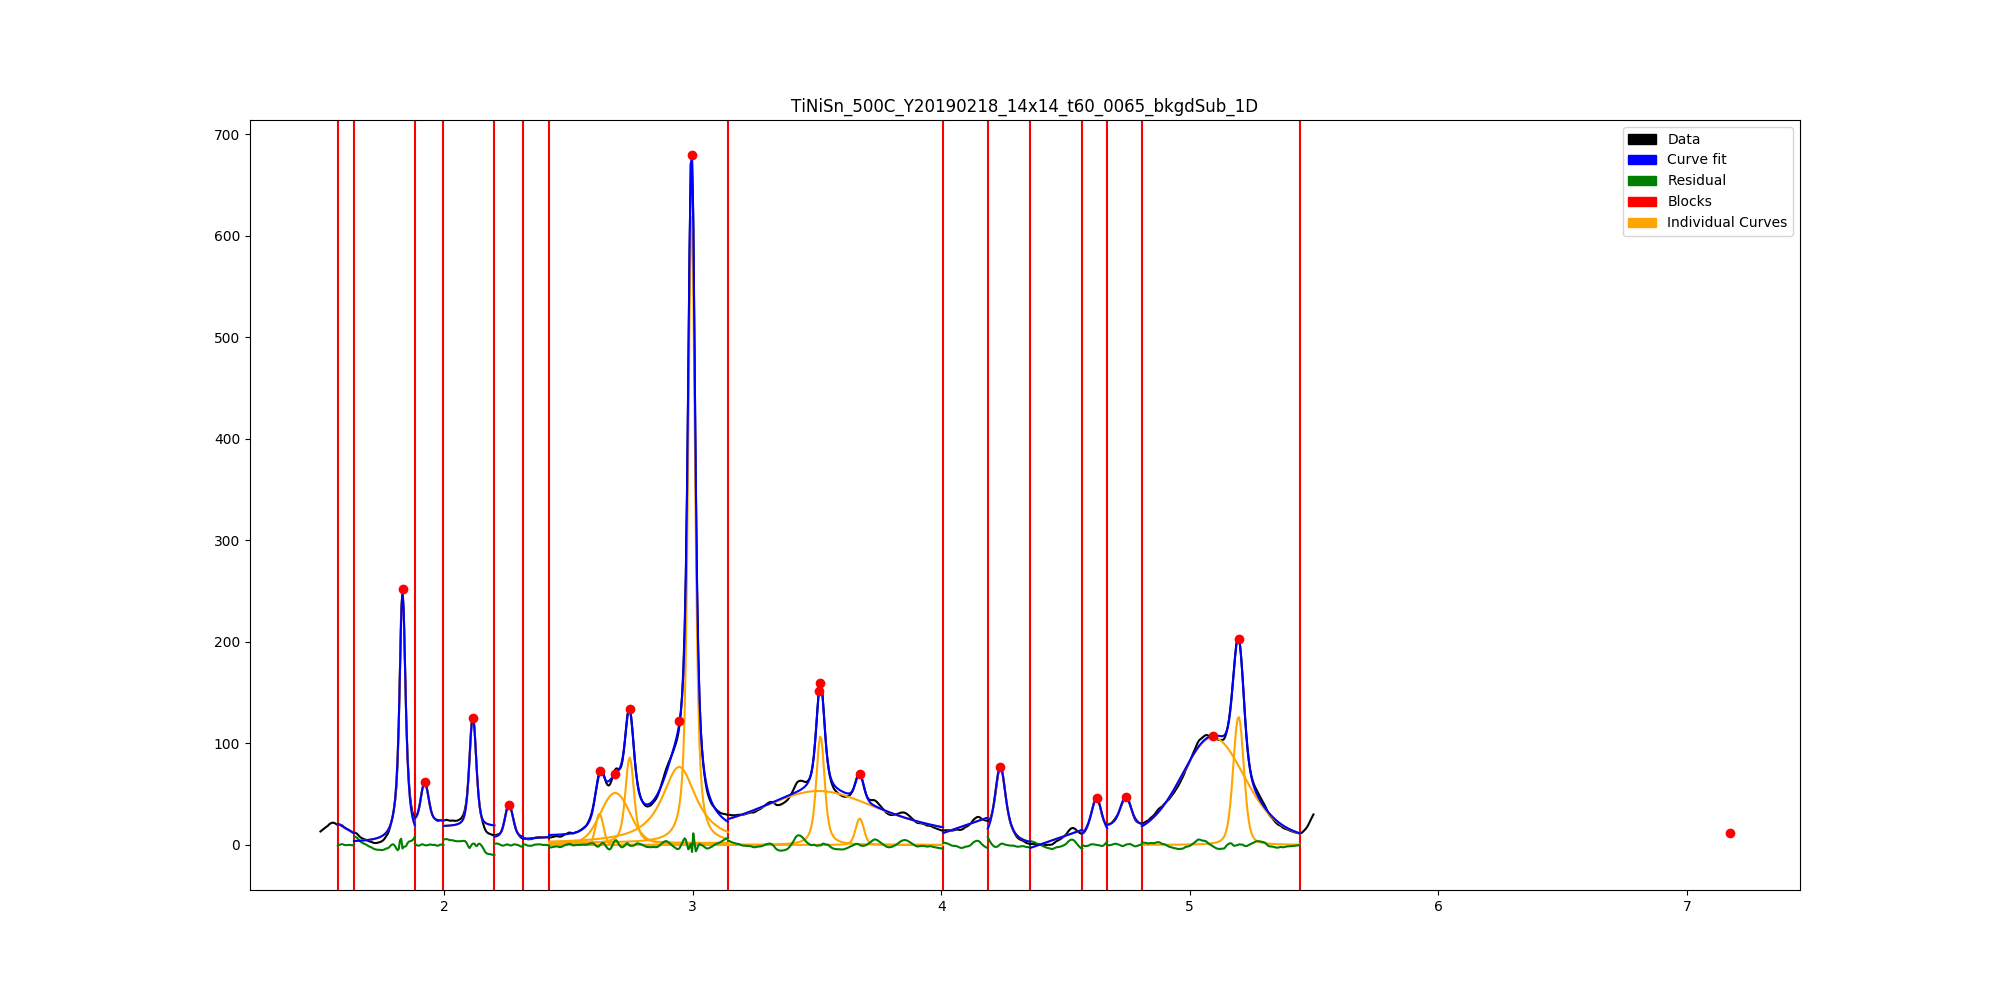 TiNiSn_500C_Y20190218_14x14_t60_0065_bkgdSub_1D
700
600
500
400
300
200
100
0
2
3
4
5
6
7
Data
Curve fit
Residual
Blocks
Individual Curves